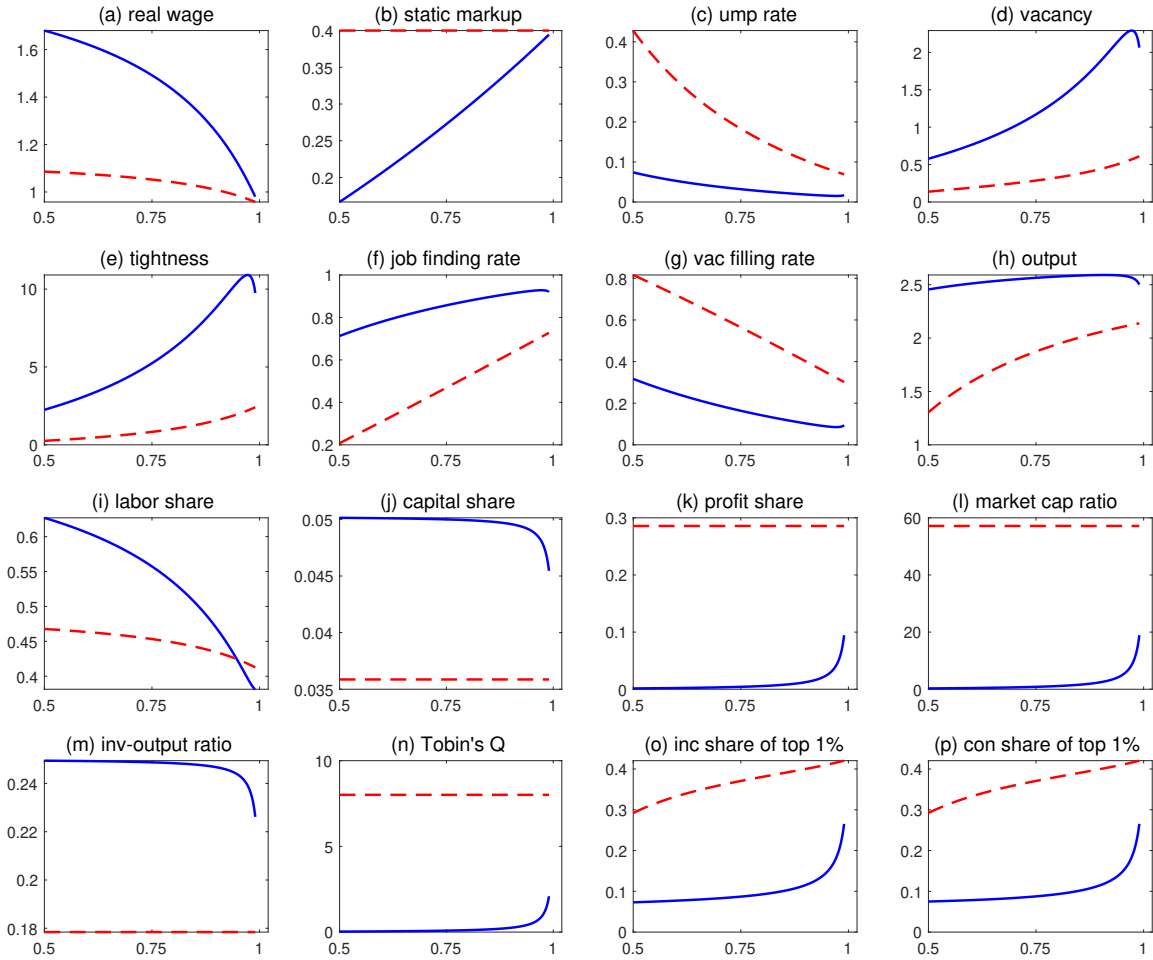 (a) real wage
1.6
1.4
1.2
1
0.5 0.75 1
(b) static markup
0.4
0.35
0.3
0.25
0.2
0.5 0.75 1
(c) ump rate
0.4
0.3
0.2
0.1
0
0.5 0.75 1
(d) vacancy
2
1.5
1
0.5
0
0.5 0.75 1
(e) tightness
10
5
0
0.5 0.75 1
(f) job finding rate
1
0.8
0.6
0.4
0.2
0.5 0.75 1
(g) vac filling rate
0.8
0.6
0.4
0.2
0
0.5 0.75 1
(h) output
2.5
2
1.5
1
0.5 0.75 1
(i) labor share
0.6
0.55
0.5
0.45
0.4
0.5 0.75 1
(j) capital share
0.05
0.045
0.04
0.035
0.5 0.75 1
(k) profit share
0.3
0.2
0.1
0
0.5 0.75 1
(l) market cap ratio
60
40
20
0
0.5 0.75 1
(m) inv-output ratio
0.24
0.22
0.2
0.18
0.5 0.75 1
(n) Tobin's Q
10
5
0
0.5 0.75 1
(o) inc share of top 1%
0.4
0.3
0.2
0.1
0
0.5 0.75 1
(p) con share of top 1%
0.4
0.3
0.2
0.1
0
0.5 0.75 1